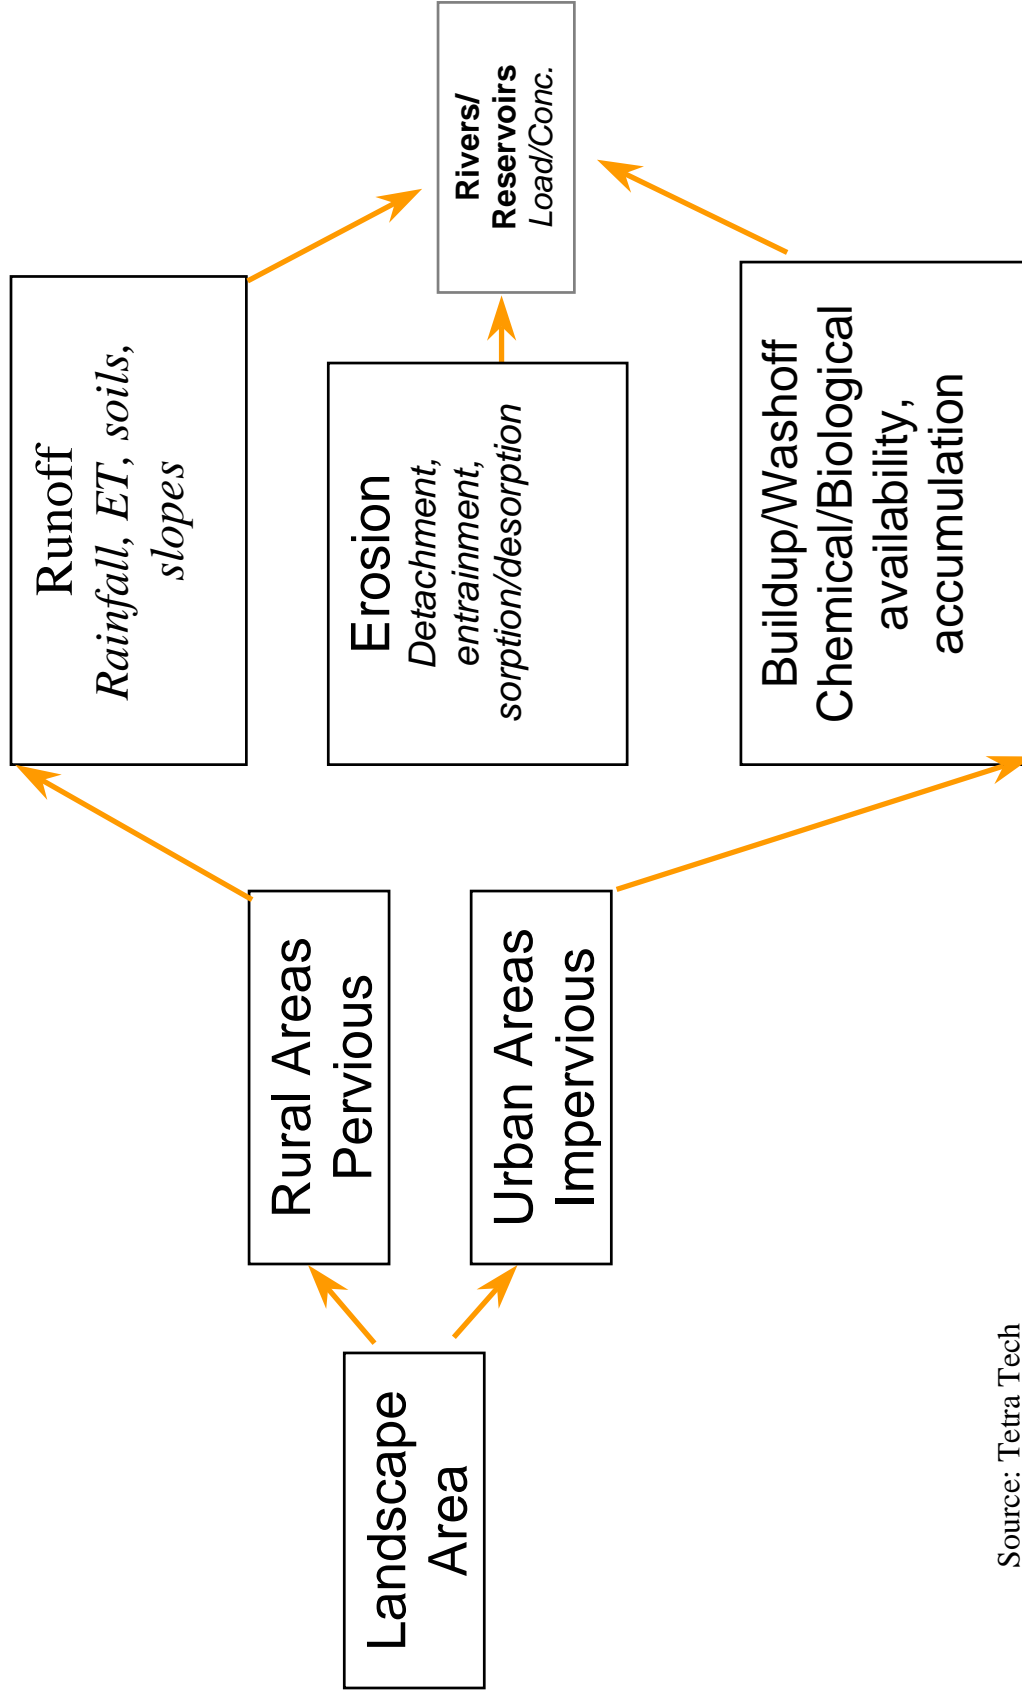 Landscape
Area
Rural Areas
Pervious
Urban Areas
Impervious
Runoff
Rainfall, ET, soils,
slopes
Erosion
Detachment,
entrainment,
sorption/desorption
Buildup/Washoff
Chemical/Biological
availability,
accumulation
Rivers/
Reservoirs
Load/Conc.
Source: Tetra Tech